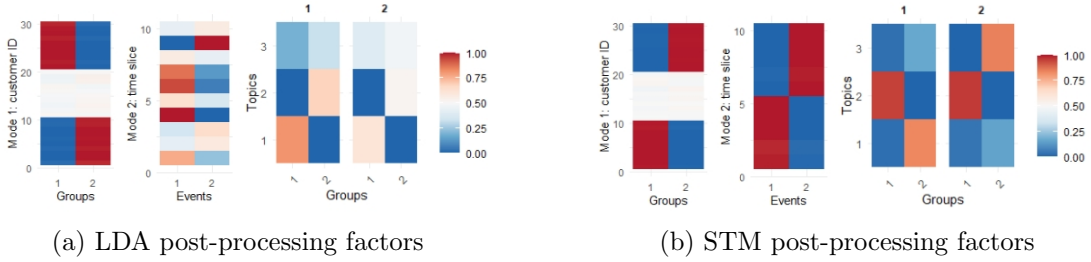 1 2
30
20
10
0
Mode 1: customer ID
1 2
Groups
10
5
0
Mode 2: time slice
1 2
Events
3
2
1
Topics
1 2 1 2
Groups
1.00
0.75
0.50
0.25
0.00
(a) LDA post-processing factors
1 2
30
20
10
0
Mode 1: customer ID
1 2
Groups
10
5
0
Mode 2: time slice
1 2
Events
3
2
1
Topics
1 2 1 2
Groups
1.00
0.75
0.50
0.25
0.00
(b) STM post-processing factors